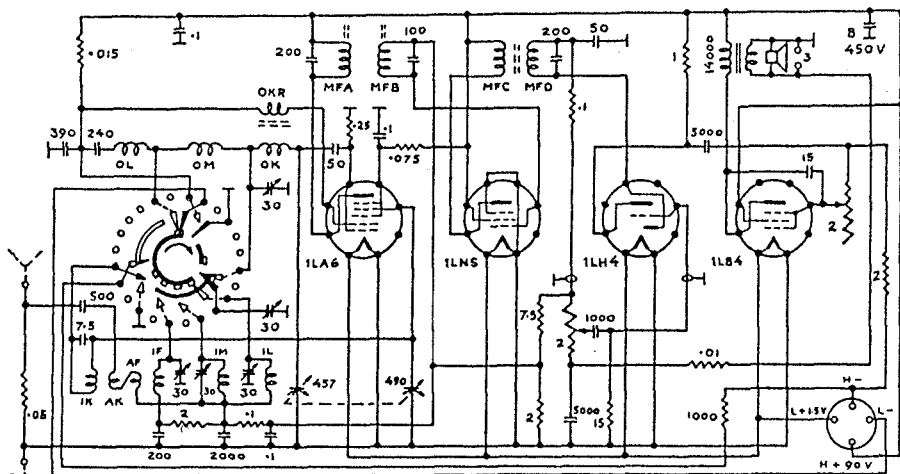 .1
200
100
200
50
8
450 V
.015
MFA
MFB
MFC
MFD
.1
14000
3
OKR
.25
.1
.1
390
240
OL
OM
OK
50
.075
5000
15
30
1LA6
1LN5
1LH4
1LB4
2
500
30
7.5
1F
1M
1L
7.5
1000
2
2
AF
30
30
30
457
490
.01
H-
1K
AK
L+1.5V
L-
.05
2
.1
2
5000
15
1000
200
2000
.1
H+90V